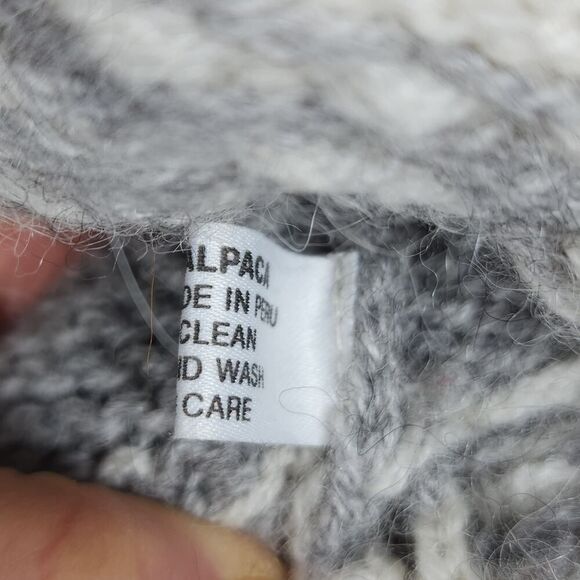 ALPACA
DE IN PERU
CLEAN
ND WASH
CARE